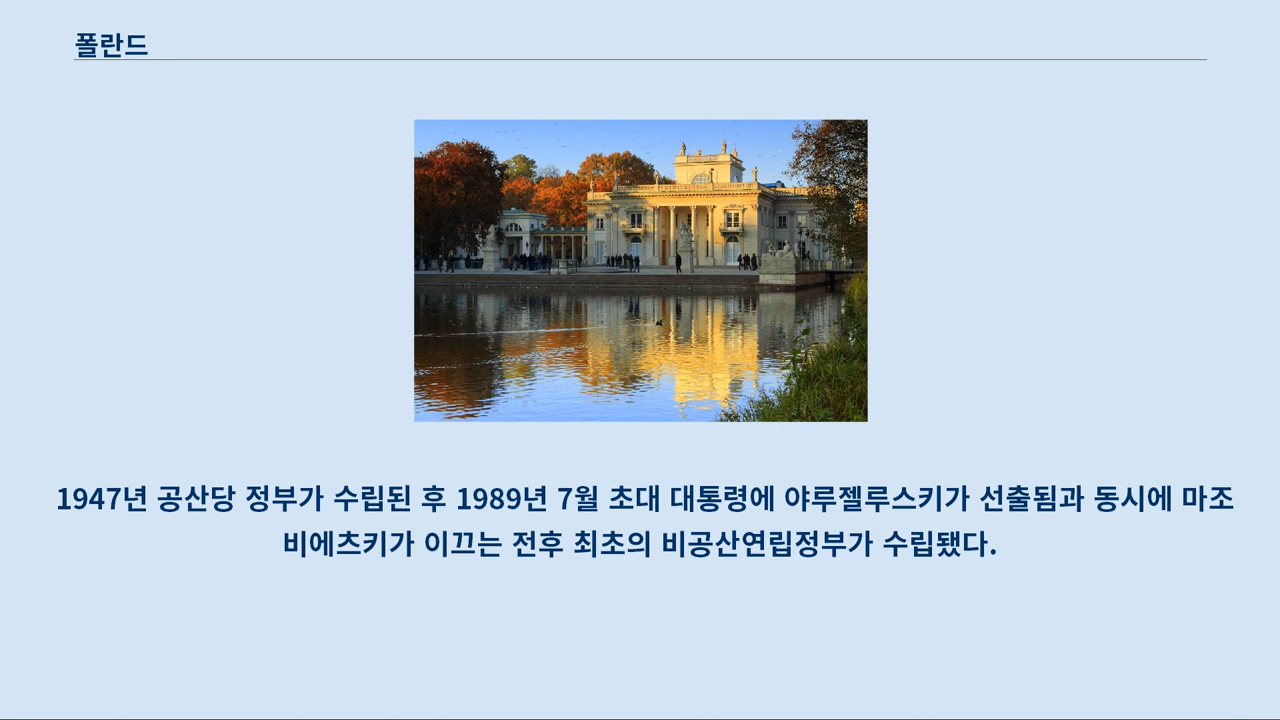 폴란드
1947년 공산당 정부가 수립된 후 1989년 7월 초대 대통령에 야루젤루스키가 선출됨과 동시에 마조
비에츠키가 이끄는 전후 최초의 비공산연립정부가 수립됐다.